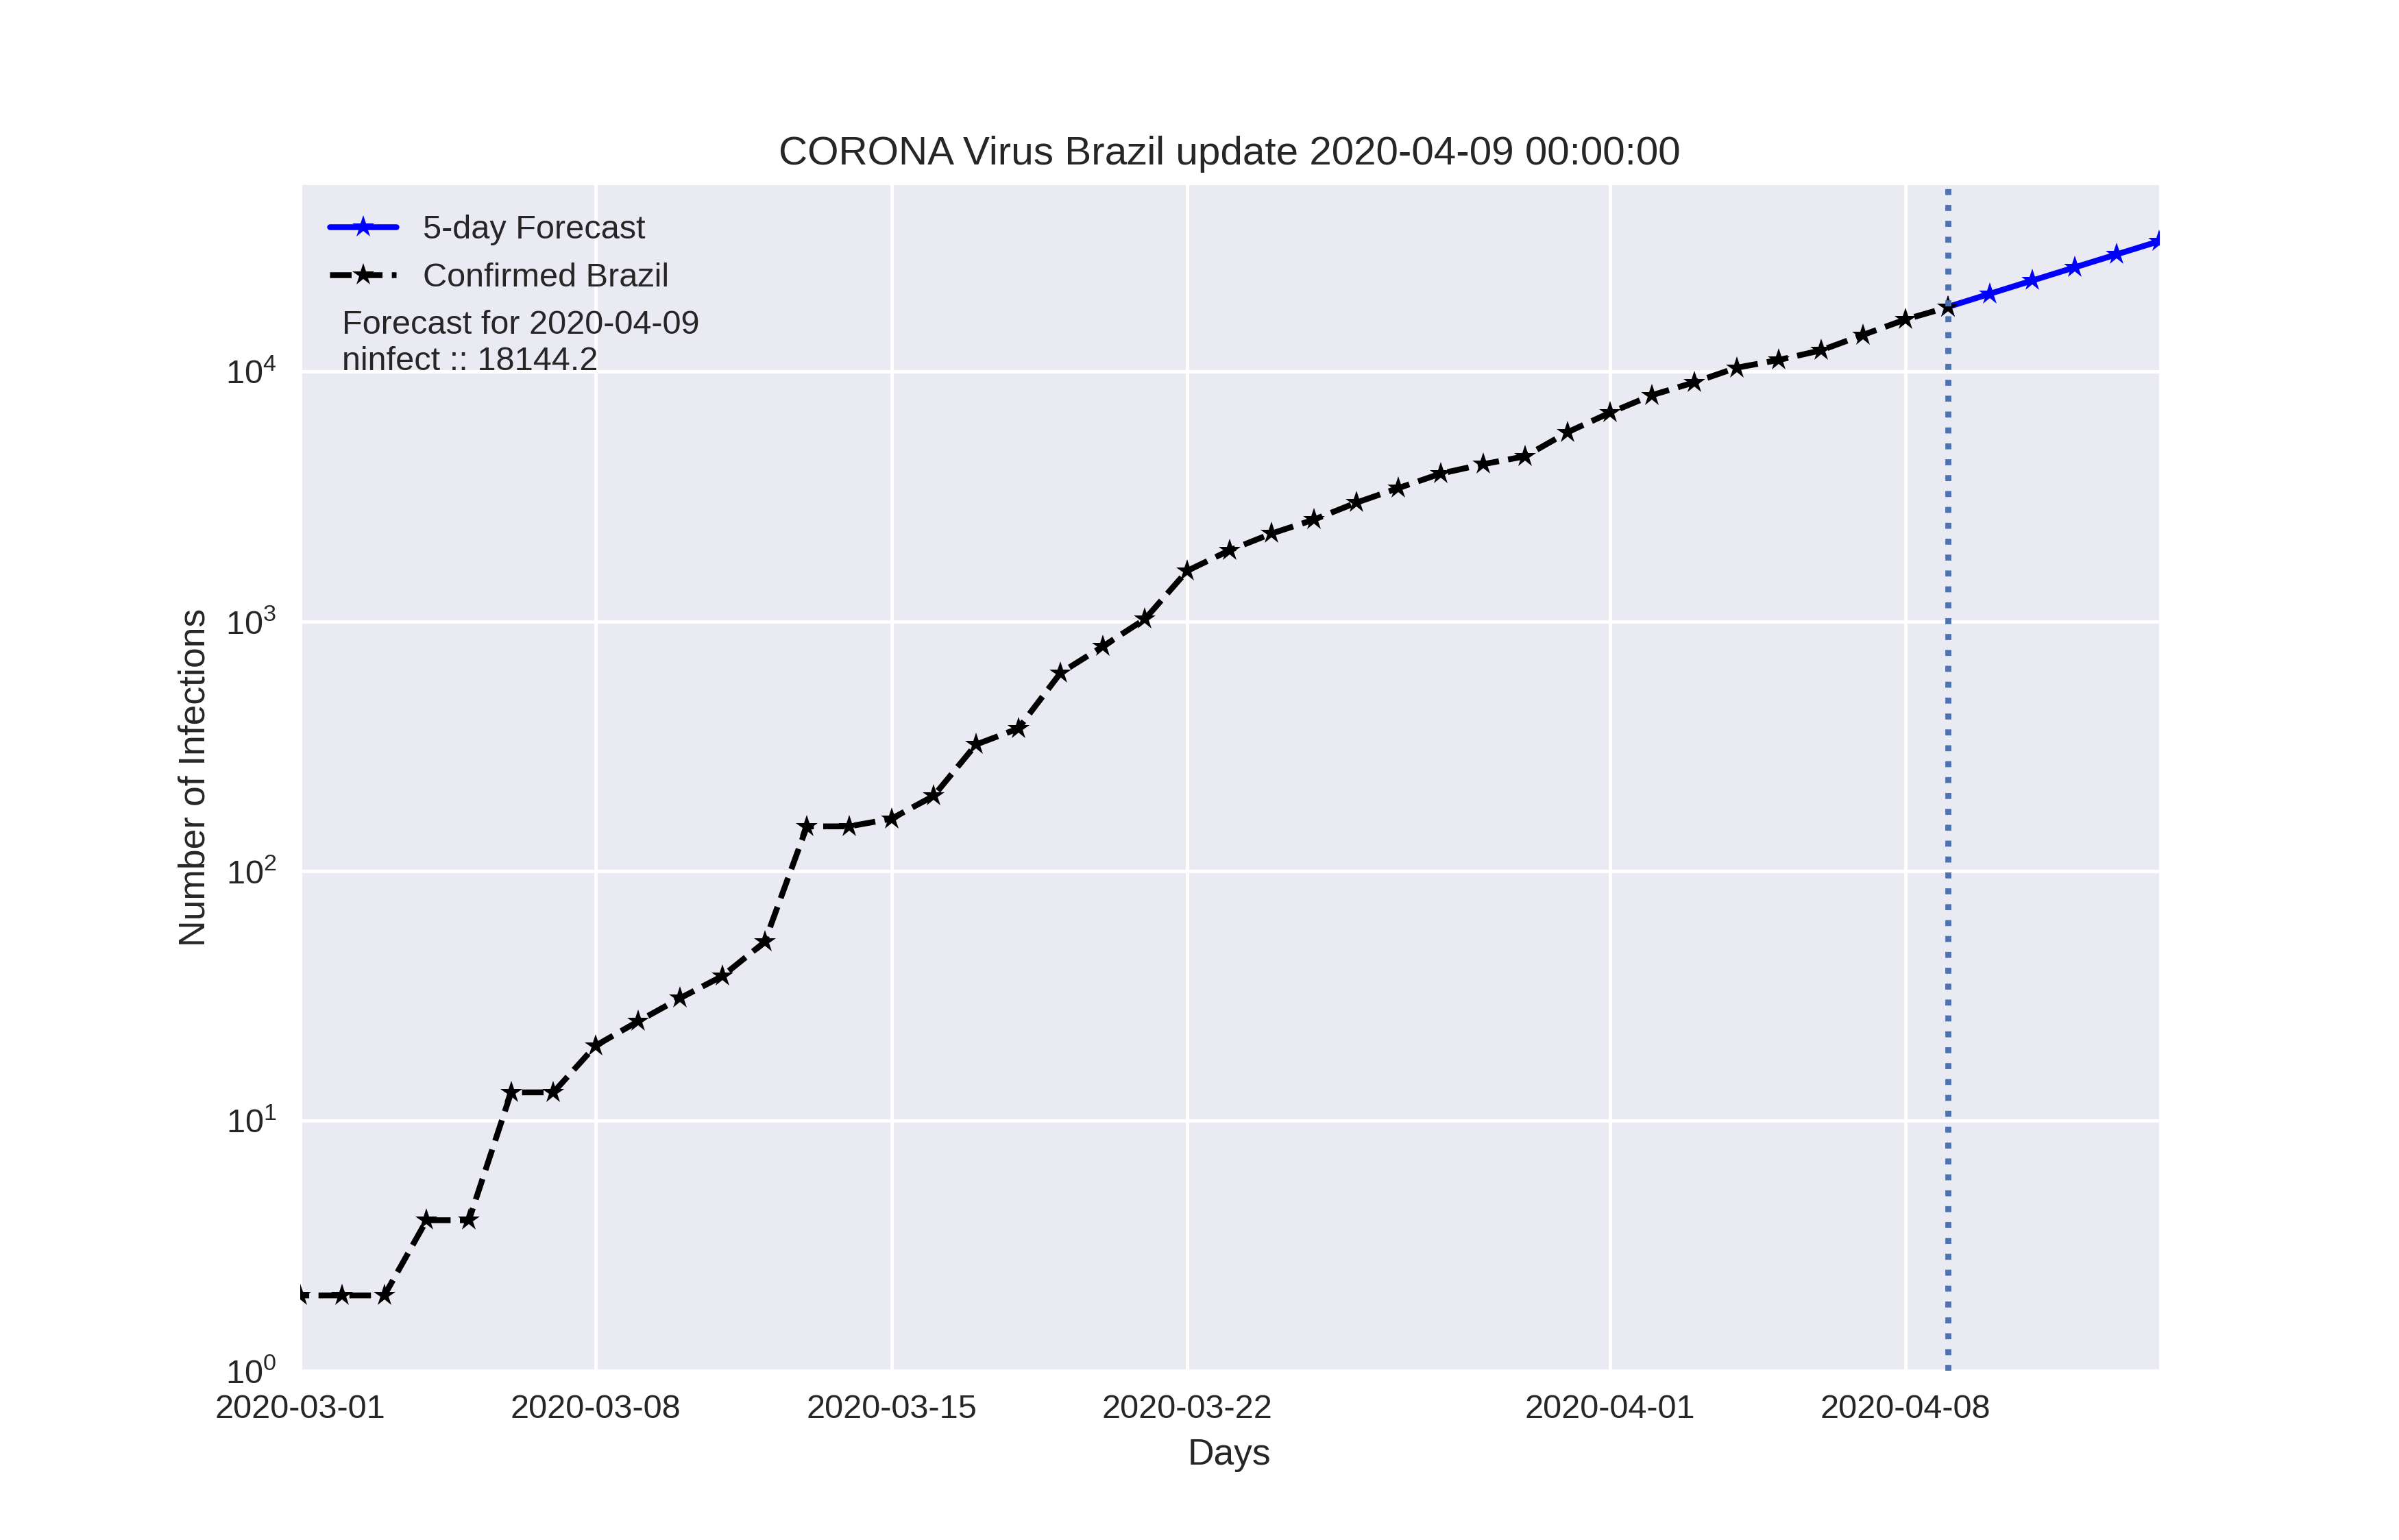 CORONA Virus Brazil update 2020-04-09 00:00:00
5-day Forecast
Confirmed Brazil
Forecast for 2020-04-09
ninfect :: 18144.2
10⁴
10³
10²
10¹
10⁰
Number of Infections
2020-03-01 2020-03-08 2020-03-15 2020-03-22 2020-04-01 2020-04-08
Days